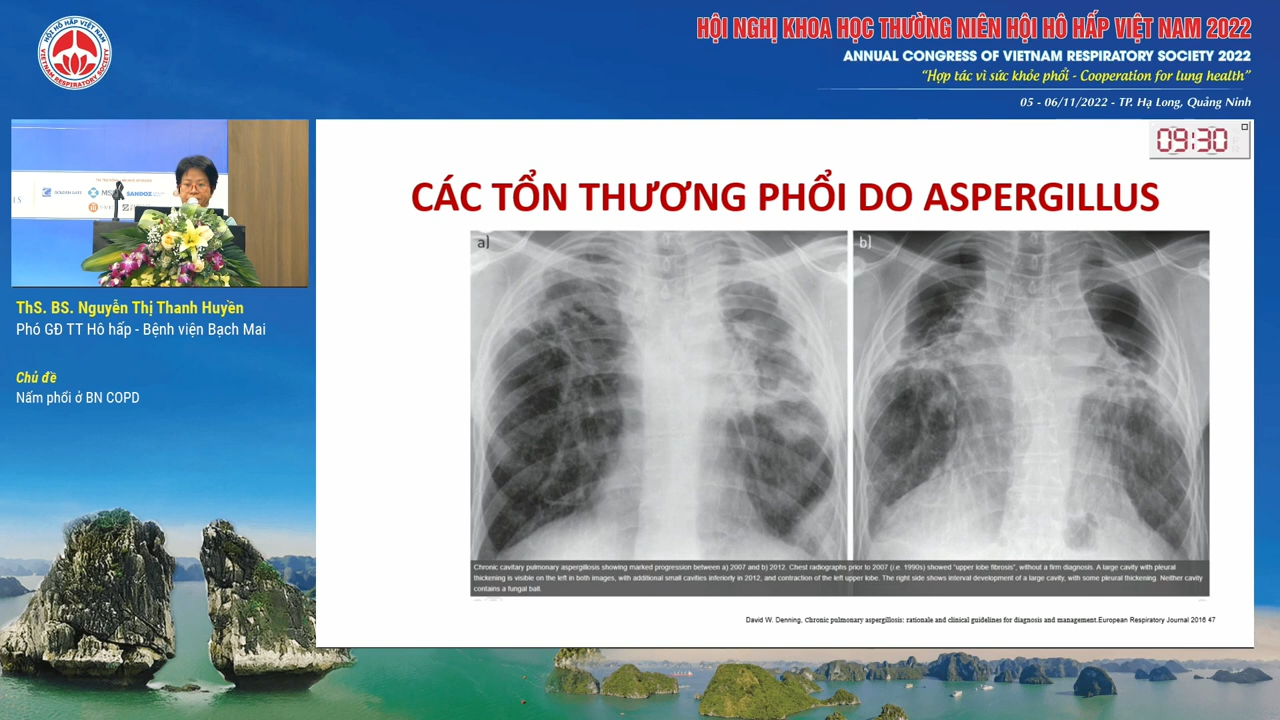 HỘI HÔ HẤP VIỆT NAM
VIETNAM RESPIRATORY SOCIETY
HỘI NGHỊ KHOA HỌC THƯỜNG NIÊN HỘI HÔ HẤP VIỆT NAM 2022
ANNUAL CONGRESS OF VIETNAM RESPIRATORY SOCIETY 2022
“Hợp tác vì sức khỏe phổi - Cooperation for lung health”
05 - 06/11/2022 - TP. Hạ Long, Quảng Ninh
09:30
SANDOZ
ThS. BS. Nguyễn Thị Thanh Huyền
Phó GĐ TT Hô hấp - Bệnh viện Bạch Mai
Chủ đề
Nấm phổi ở BN COPD
CÁC TỔN THƯƠNG PHỔI DO ASPERGILLUS
a)
b)
Chronic cavitary pulmonary aspergillosis showing marked progression between a) 2007 and b) 2012. Chest radiographs prior to 2007 (i.e. 1990s) showed "upper lobe fibrosis", without a firm diagnosis. A large cavity with pleural
thickening is visible on the left in both images, with additional small cavities inferiorly in 2012, and contraction of the left upper lobe. The right side shows interval development of a large cavity, with some pleural thickening. Neither cavity
contains a fungal ball.
David W. Denning, Chronic pulmonary aspergillosis: rationale and clinical guidelines for diagnosis and management.European Respiratory Journal 2016 47